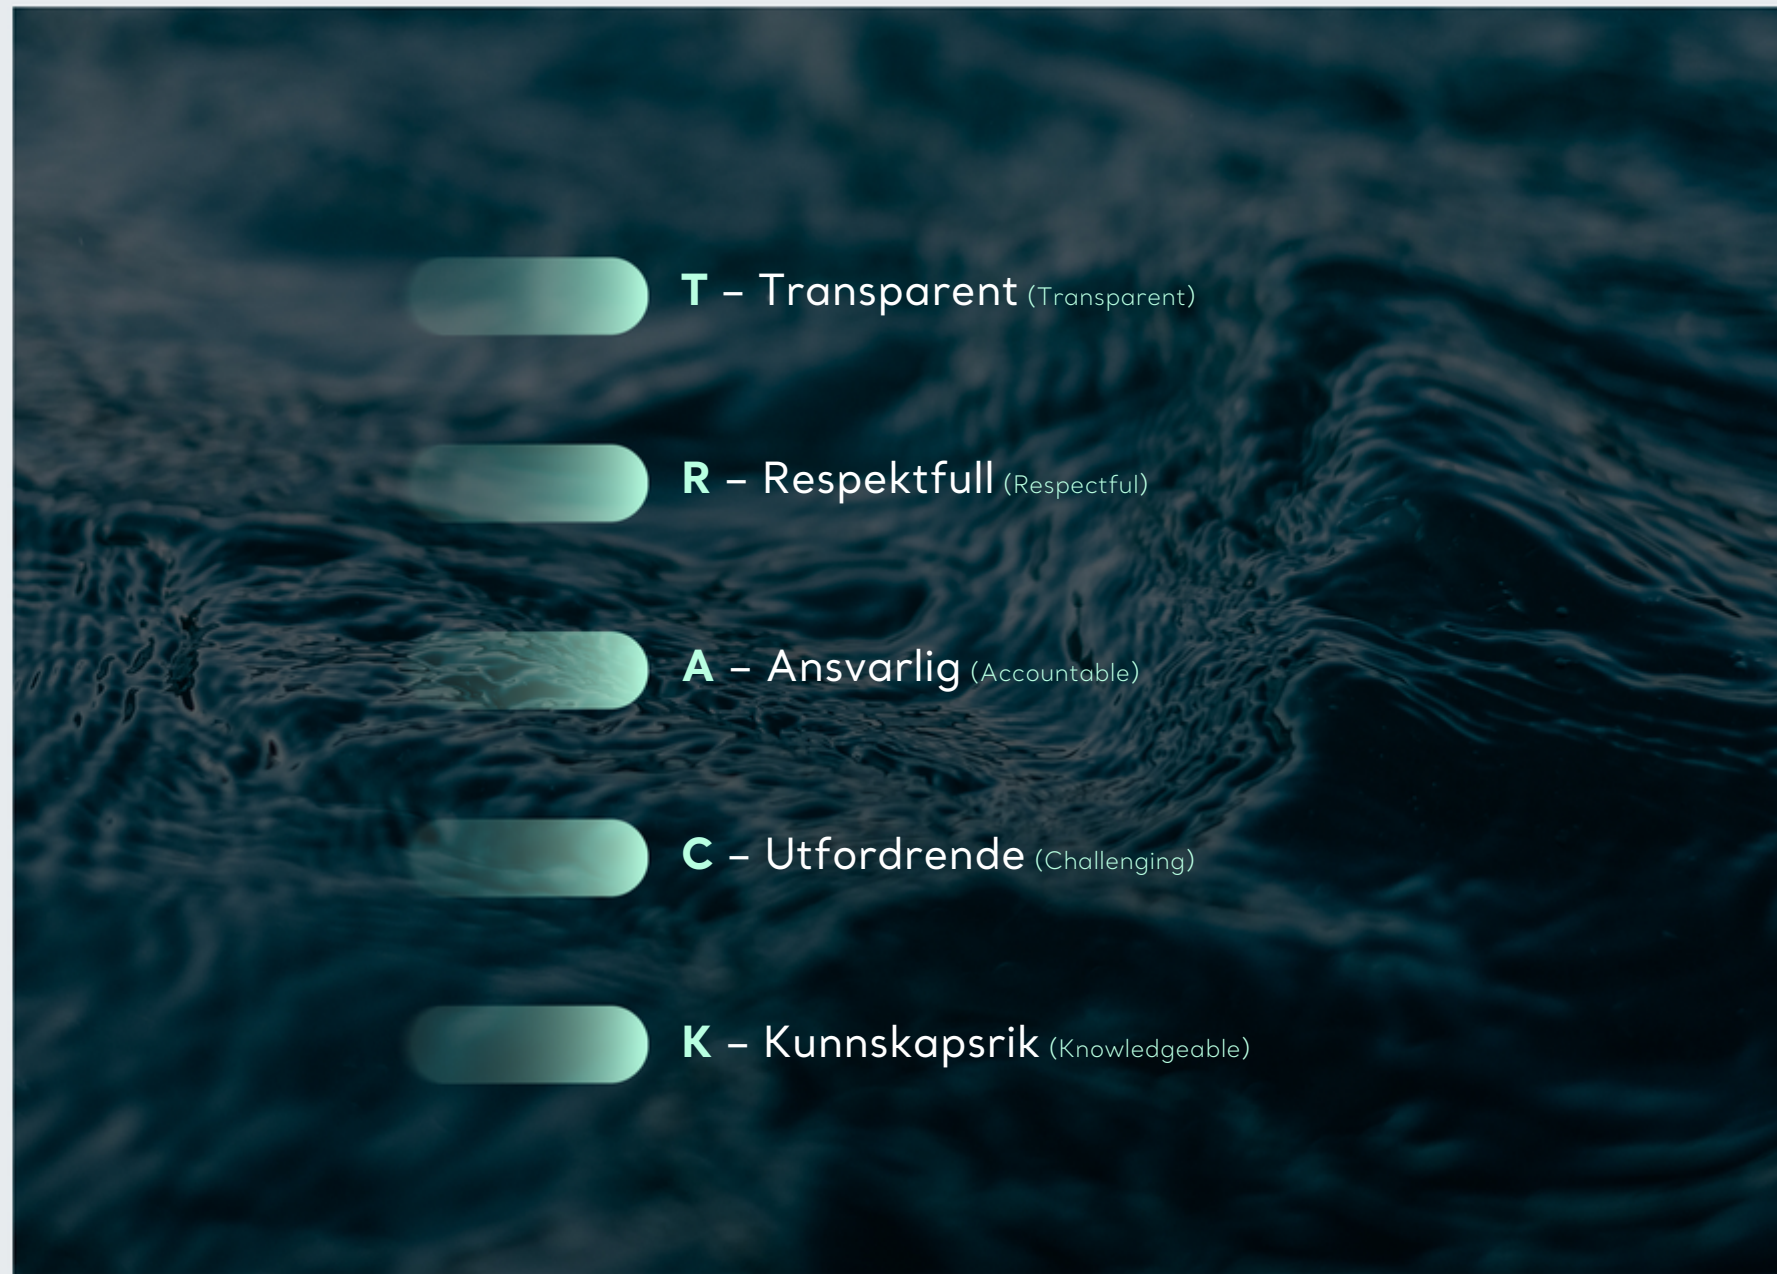 T – Transparent (Transparent)
R – Respektfull (Respectful)
A – Ansvarlig (Accountable)
C – Utfordrende (Challenging)
K – Kunnskapsrik (Knowledgeable)